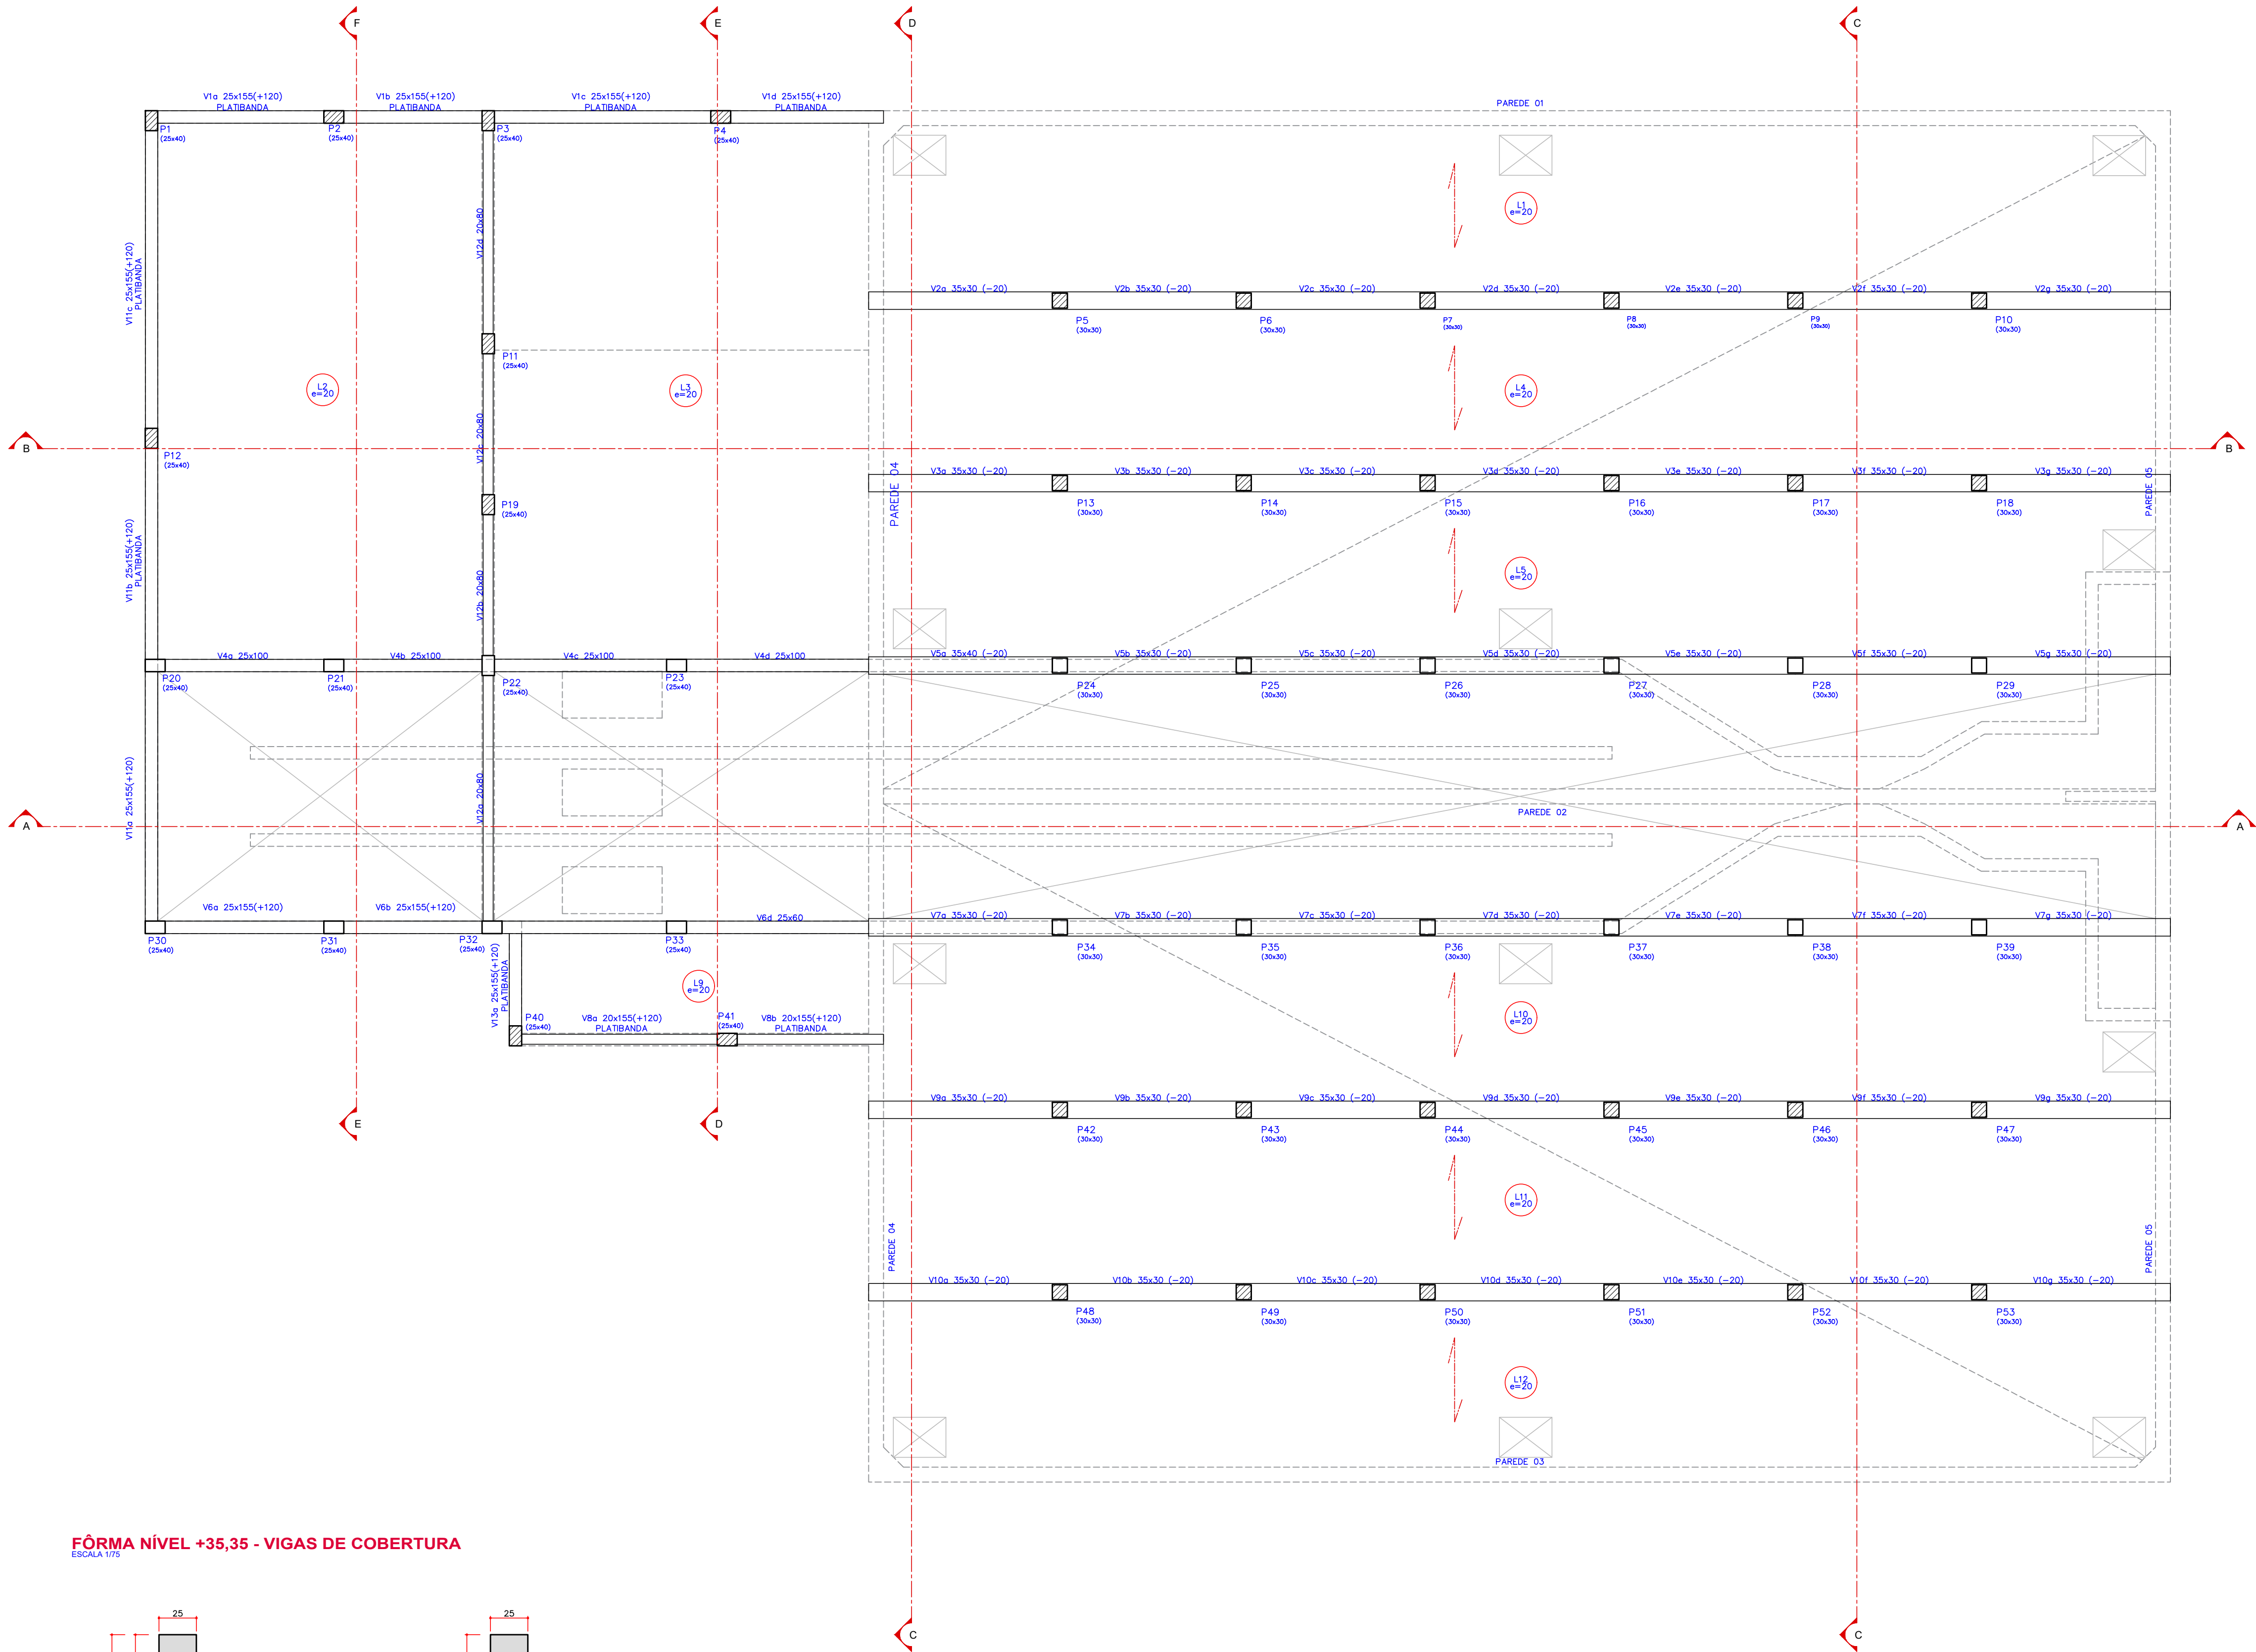 F
E
D
C
V1a 25x155(+120)
PLATIBANDA
V1b 25x155(+120)
PLATIBANDA
V1c 25x155(+120)
PLATIBANDA
V1d 25x155(+120)
PLATIBANDA
PAREDE 01
P1
(25x40)
P2
(25x40)
P3
(25x40)
P4
(25x40)
L1
e=20
V11c 25x155(+120)
PLATIBANDA
V12d 20x80
V2a 35x30 (−20)
V2b 35x30 (−20)
V2c 35x30 (−20)
V2d 35x30 (−20)
V2e 35x30 (−20)
V2f 35x30 (−20)
V2g 35x30 (−20)
P5
(30x30)
P6
(30x30)
P7
(30x30)
P8
(30x30)
P9
(30x30)
P10
(30x30)
P11
(25x40)
L2
e=20
L3
e=20
L4
e=20
B
B
P12
(25x40)
V12c 20x80
PAREDE 04
V3a 35x30 (−20)
V3b 35x30 (−20)
V3c 35x30 (−20)
V3d 35x30 (−20)
V3e 35x30 (−20)
V3f 35x30 (−20)
V3g 35x30 (−20)
PAREDE 05
P19
(25x40)
P13
(30x30)
P14
(30x30)
P15
(30x30)
P16
(30x30)
P17
(30x30)
P18
(30x30)
V11b 25x155(+120)
PLATIBANDA
V12b 20x80
L5
e=20
V4a 25x100
V4b 25x100
V4c 25x100
V4d 25x100
V5a 35x40 (−20)
V5b 35x30 (−20)
V5c 35x30 (−20)
V5d 35x30 (−20)
V5e 35x30 (−20)
V5f 35x30 (−20)
V5g 35x30 (−20)
P20
(25x40)
P21
(25x40)
P22
(25x40)
P23
(25x40)
P24
(30x30)
P25
(30x30)
P26
(30x30)
P27
(30x30)
P28
(30x30)
P29
(30x30)
V11a 25x155(+120)
V12a 20x80
PAREDE 02
A
A
V6a 25x155(+120)
V6b 25x155(+120)
V6d 25x60
V7a 35x30 (−20)
V7b 35x30 (−20)
V7c 35x30 (−20)
V7d 35x30 (−20)
V7e 35x30 (−20)
V7f 35x30 (−20)
V7g 35x30 (−20)
P30
(25x40)
P31
(25x40)
P32
(25x40)
P33
(25x40)
P34
(30x30)
P35
(30x30)
P36
(30x30)
P37
(30x30)
P38
(30x30)
P39
(30x30)
V13a 25x155(+120)
PLATIBANDA
L9
e=20
L10
e=20
P40
(25x40)
V8a 20x155(+120)
PLATIBANDA
P41
(25x40)
V8b 20x155(+120)
PLATIBANDA
V9a 35x30 (−20)
V9b 35x30 (−20)
V9c 35x30 (−20)
V9d 35x30 (−20)
V9e 35x30 (−20)
V9f 35x30 (−20)
V9g 35x30 (−20)
E
D
P42
(30x30)
P43
(30x30)
P44
(30x30)
P45
(30x30)
P46
(30x30)
P47
(30x30)
L11
e=20
PAREDE 04
PAREDE 05
V10a 35x30 (−20)
V10b 35x30 (−20)
V10c 35x30 (−20)
V10d 35x30 (−20)
V10e 35x30 (−20)
V10f 35x30 (−20)
V10g 35x30 (−20)
P48
(30x30)
P49
(30x30)
P50
(30x30)
P51
(30x30)
P52
(30x30)
P53
(30x30)
L12
e=20
PAREDE 03
FÔRMA NÍVEL +35,35 - VIGAS DE COBERTURA
ESCALA 1/75
25
25
C
C